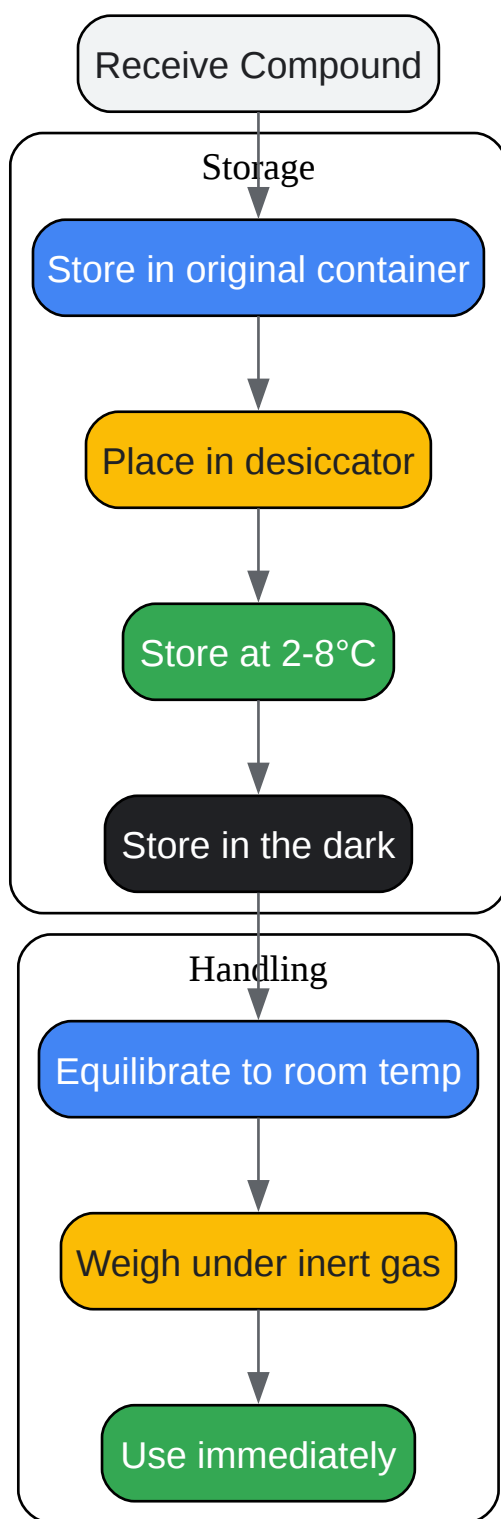 Receive Compound
Storage
Store in original container
Place in desiccator
Store at 2-8°C
Store in the dark
Handling
Equilibrate to room temp
Weigh under inert gas
Use immediately